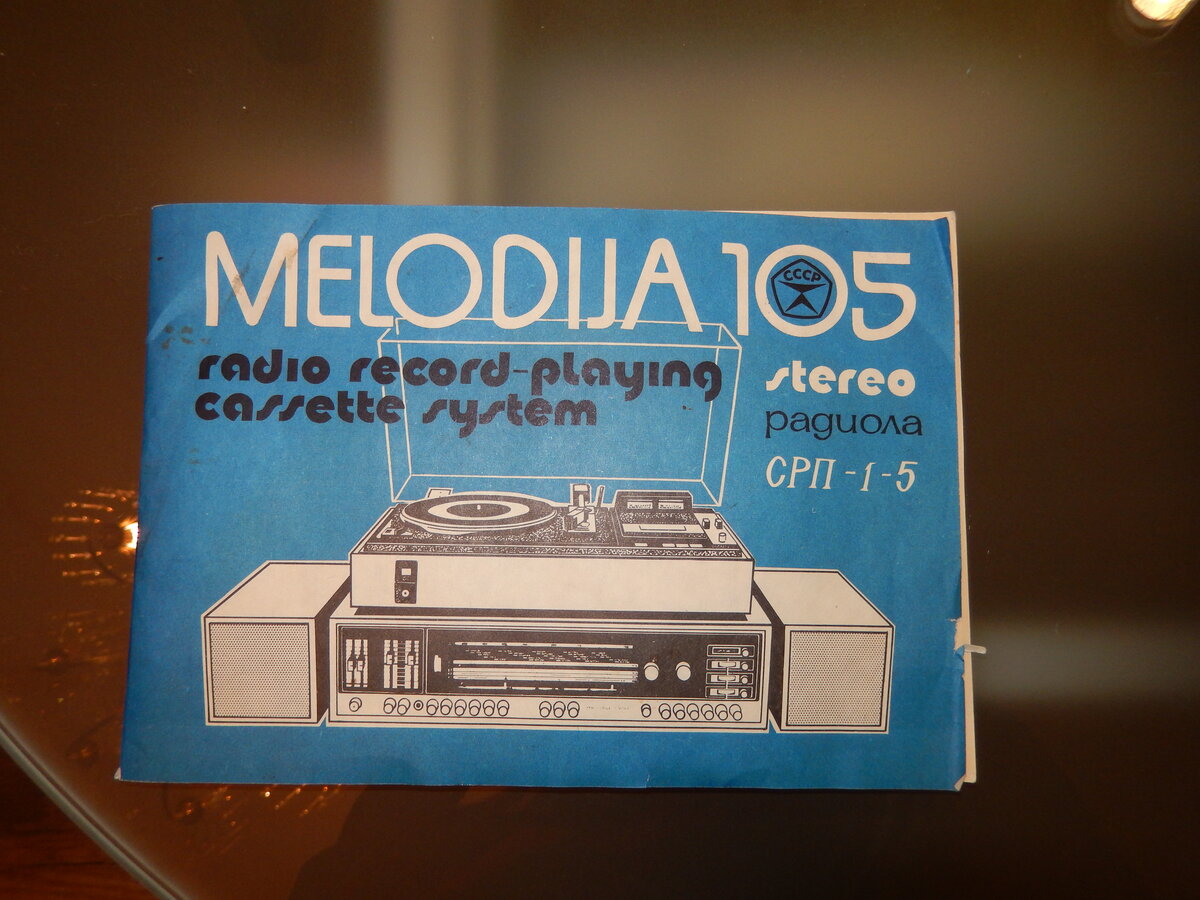 MELODIJA 105
СССР
radio record-playing
cassette system
stereo
радиола
СРП-1-5